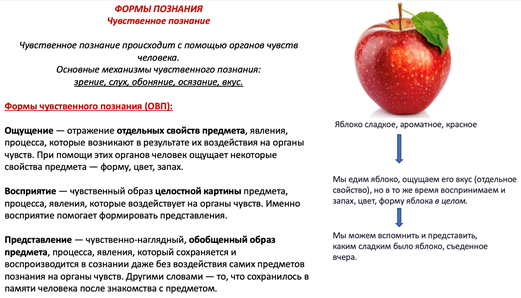 ФОРМЫ ПОЗНАНИЯ
Чувственное познание
Чувственное познание происходит с помощью органов чувств
человека.
Основные механизмы чувственного познания:
зрение, слух, обоняние, осязание, вкус.
Формы чувственного познания (ОВП):
Ощущение — отражение отдельных свойств предмета, явления,
процесса, которые возникают в результате их воздействия на органы
чувств. При помощи этих органов человек ощущает некоторые
свойства предмета — форму, цвет, запах.
Восприятие — чувственный образ целостной картины предмета,
процесса, явления, которые воздействует на органы чувств. Именно
восприятие помогает формировать представления.
Представление — чувственно-наглядный, обобщенный образ
предмета, процесса, явления, который сохраняется и
воспроизводится в сознании даже без воздействия самих предметов
познания на органы чувств. Другими словами — то, что сохранилось в
памяти человека после знакомства с предметом.
Яблоко сладкое, ароматное, красное
Мы едим яблоко, ощущаем его вкус (отдельное
свойство), но в то же время воспринимаем и
запах, цвет, форму яблока в целом.
Мы можем вспомнить и представить,
каким сладким было яблоко, съеденное
вчера.